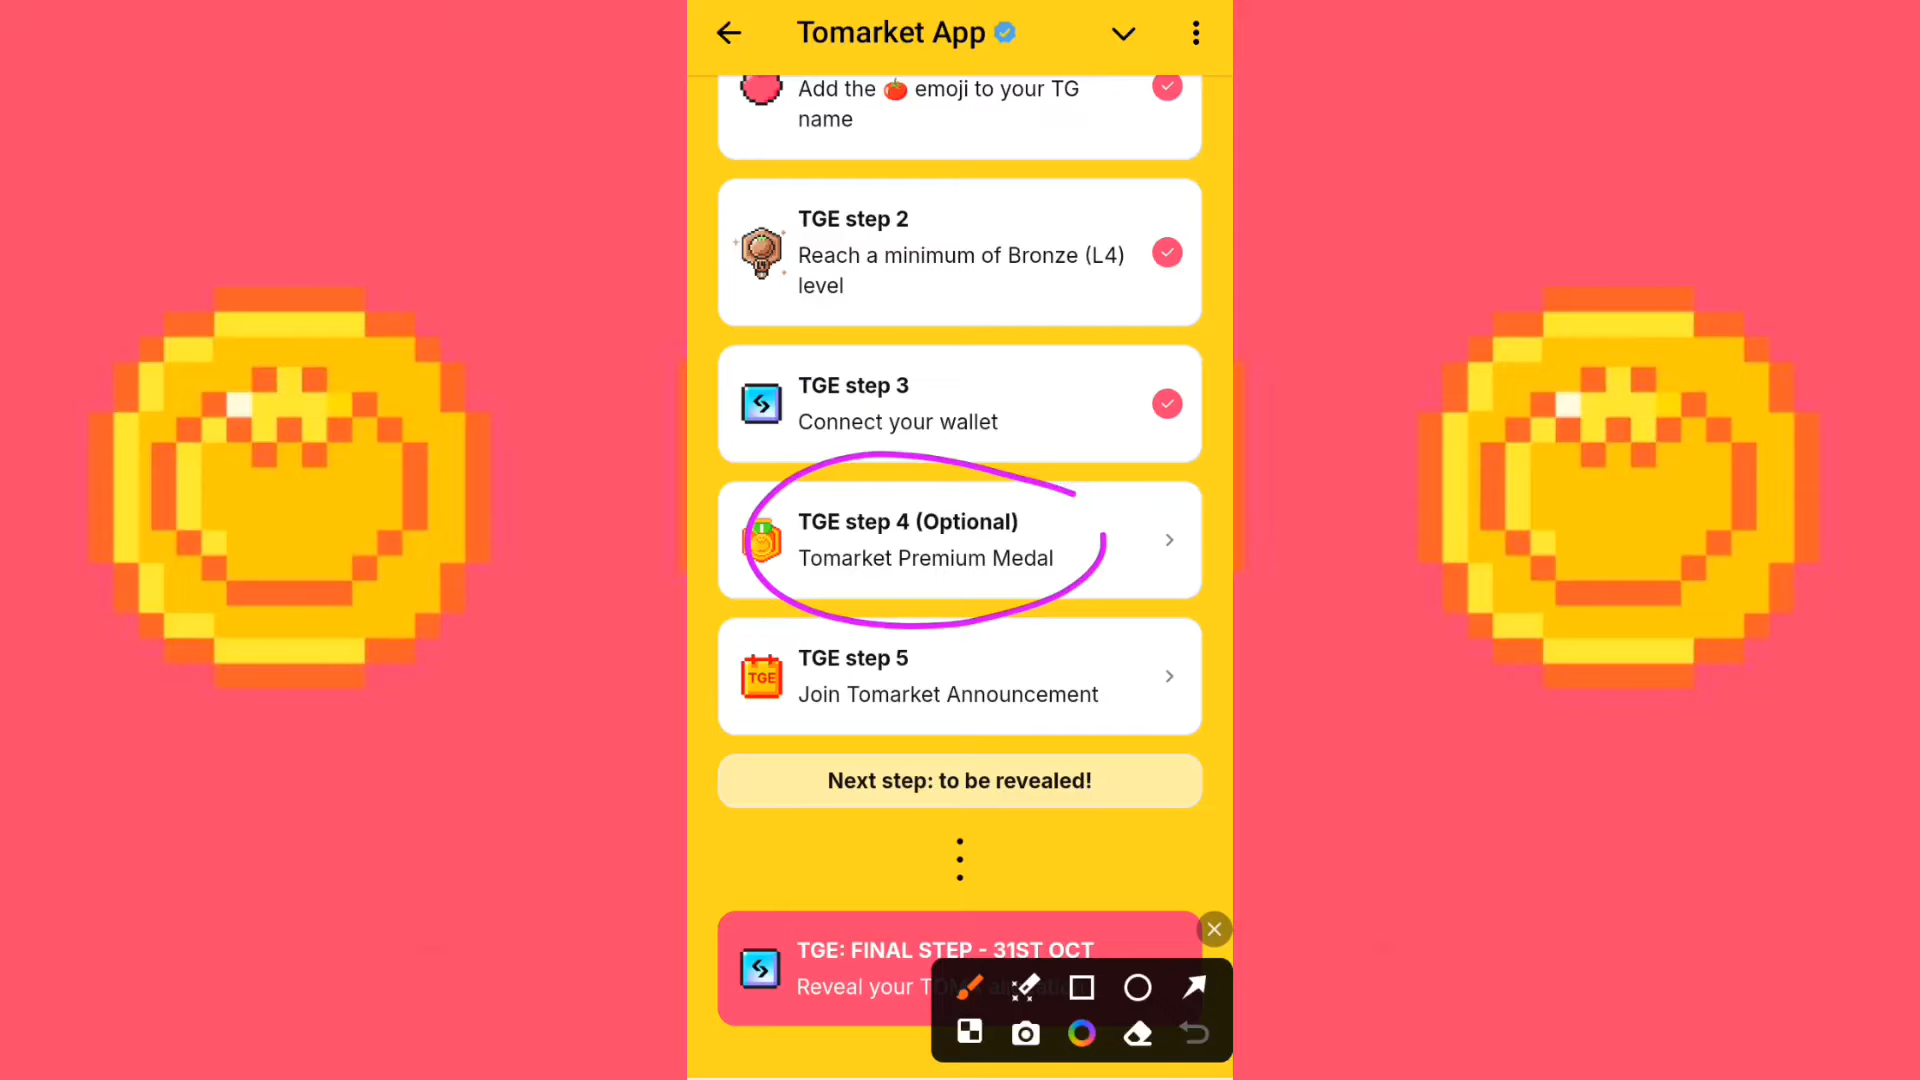 Tomarket App
Add the 🍅 emoji to your TG
name
TGE step 2
Reach a minimum of Bronze (L4)
level
TGE step 3
Connect your wallet
TGE step 4 (Optional)
Tomarket Premium Medal
TGE step 5
TGE
Join Tomarket Announcement
Next step: to be revealed!
TGE: FINAL STEP - 31ST OCT
Reveal your